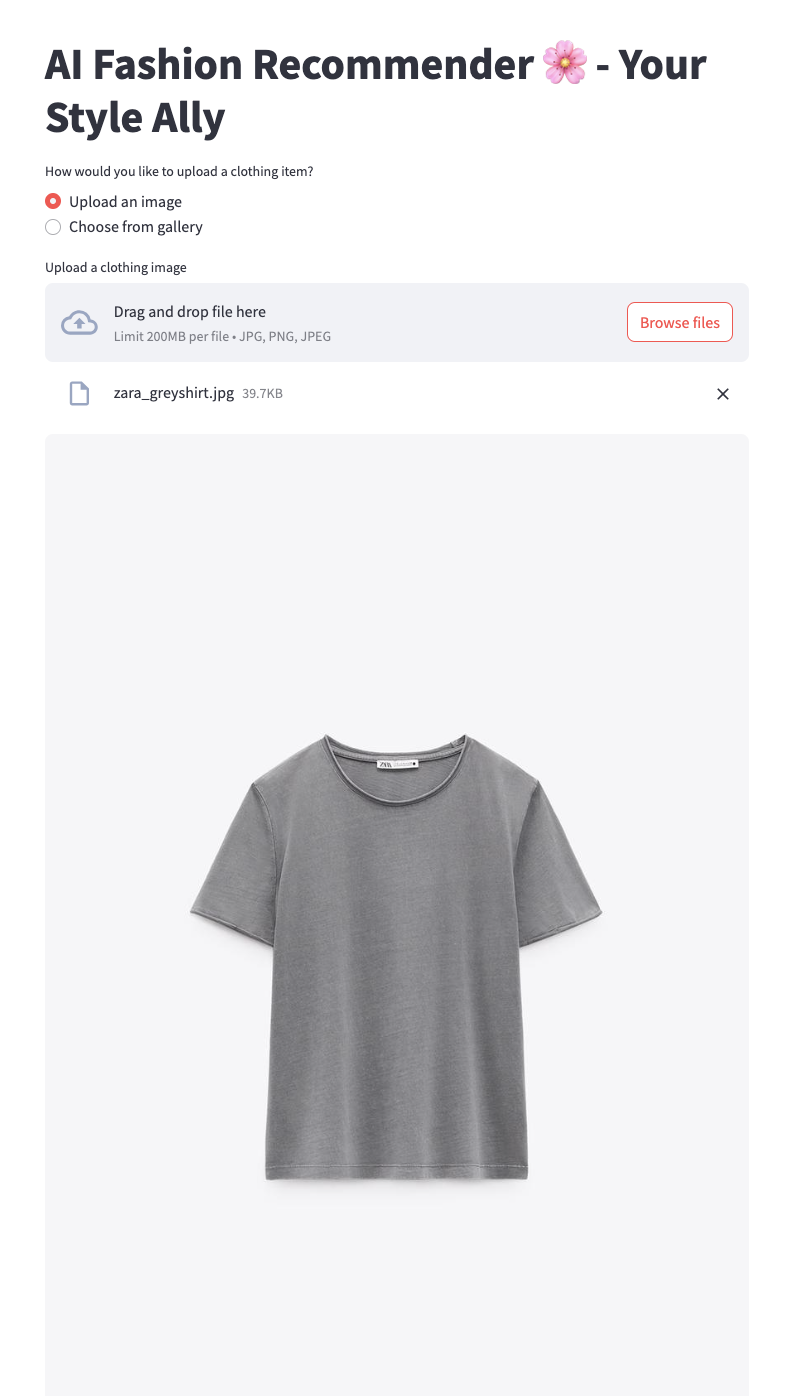 AI Fashion Recommender 🌸 - Your
Style Ally
How would you like to upload a clothing item?
Upload an image
Choose from gallery
Upload a clothing image
Drag and drop file here
Limit 200MB per file • JPG, PNG, JPEG
Browse files
zara_greyshirt.jpg 39.7KB
ZARA